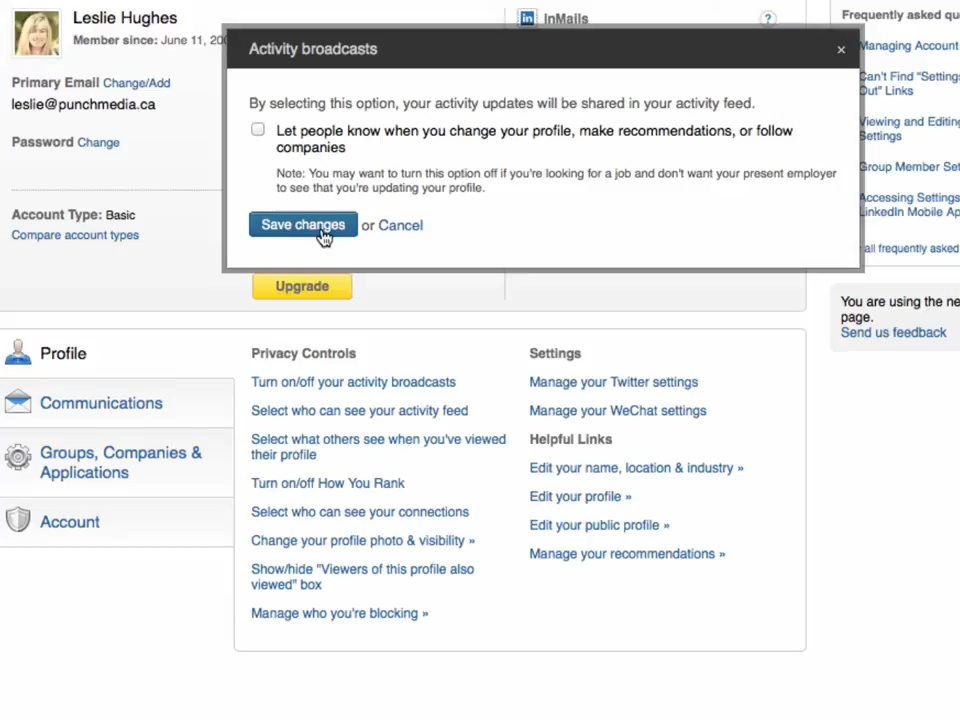 Leslie Hughes
Member since: June 11, 200
Primary Email Change/Add
leslie@punchmedia.ca
Password Change
Account Type: Basic
Compare account types
in InMails ?
Activity broadcasts ×
By selecting this option, your activity updates will be shared in your activity feed.
Let people know when you change your profile, make recommendations, or follow
companies
Note: You may want to turn this option off if you're looking for a job and don't want your present employer
to see that you're updating your profile.
Save changes or Cancel
Upgrade
Frequently asked qu
Managing Account
Can't Find "Settings
Out" Links
Viewing and Editing
Settings
Group Member Set
Accessing Settings
LinkedIn Mobile Ap
all frequently asked
You are using the ne
page.
Send us feedback
Profile
Communications
Groups, Companies &
Applications
Account
Privacy Controls
Turn on/off your activity broadcasts
Select who can see your activity feed
Select what others see when you've viewed
their profile
Turn on/off How You Rank
Select who can see your connections
Change your profile photo & visibility »
Show/hide "Viewers of this profile also
viewed" box
Manage who you're blocking »
Settings
Manage your Twitter settings
Manage your WeChat settings
Helpful Links
Edit your name, location & industry »
Edit your profile »
Edit your public profile »
Manage your recommendations »